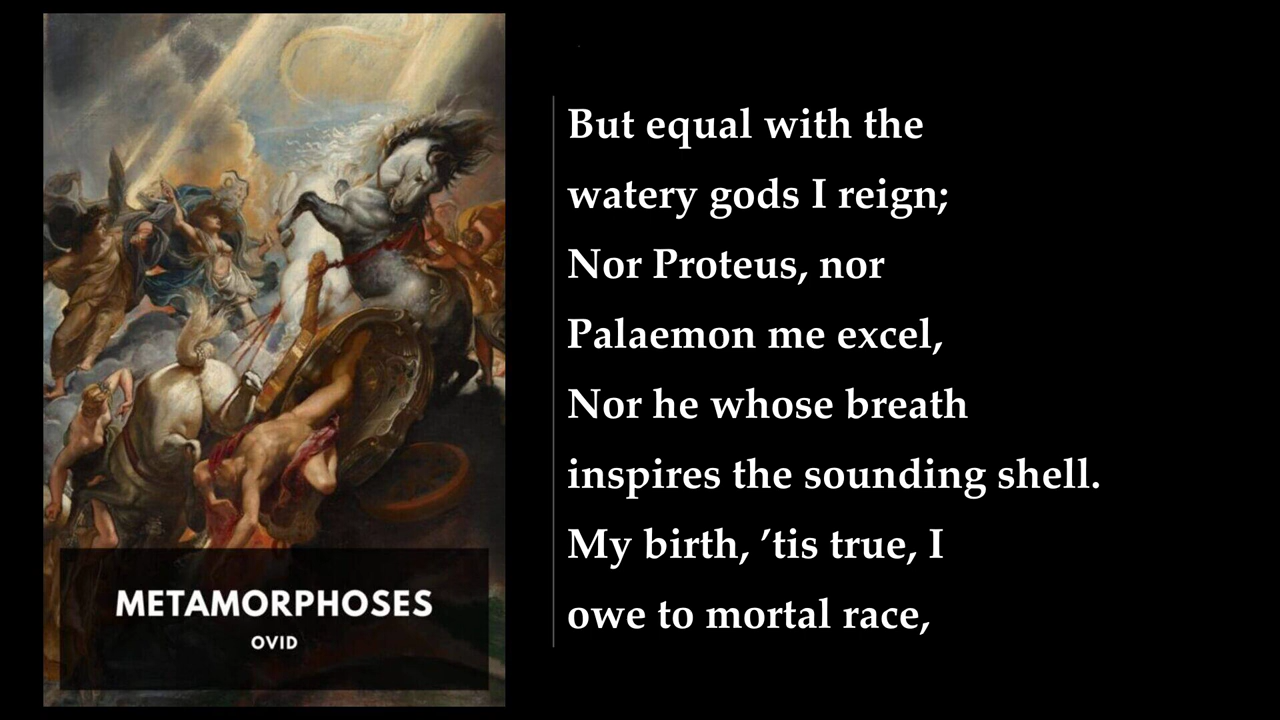 METAMORPHOSES
OVID
But equal with the
watery gods I reign;
Nor Proteus, nor
Palaemon me excel,
Nor he whose breath
inspires the sounding shell.
My birth, ’tis true, I
owe to mortal race,